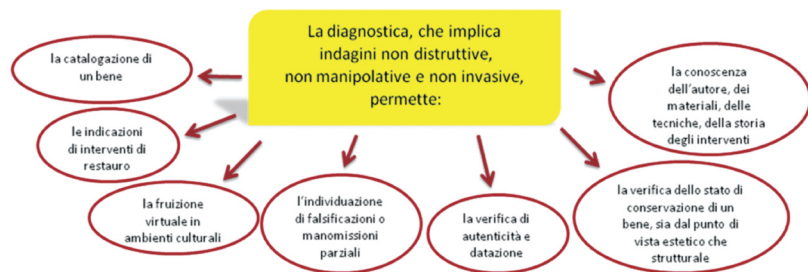 La diagnostica, che implica
indagini non distruttive,
non manipolative e non invasive,
permette:
la catalogazione di
un bene
le indicazioni
di interventi di
restauro
la fruizione
virtuale in
ambienti culturali
l'individuazione
di falsificazioni o
manomissioni
parziali
la verifica di
autenticità e
datazione
la verifica dello stato di
conservazione di un
bene, sia dal punto di
vista estetico che
strutturale
la conoscenza
dell'autore, dei
materiali, delle
tecniche, della storia
degli interventi